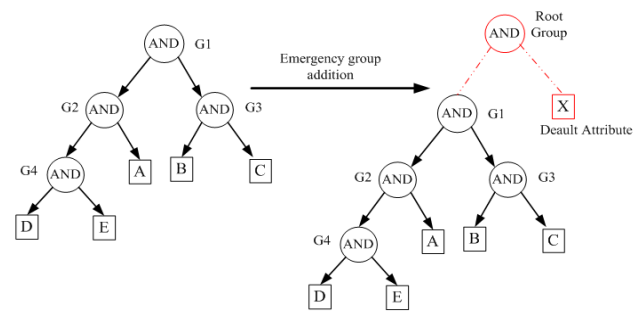 AND G1
G2 AND AND G3
G4 AND A B C
D E
Emergency group
addition
Root
Group
AND
X
Deault Attribute
AND G1
G2 AND AND G3
G4 AND A B C
D E